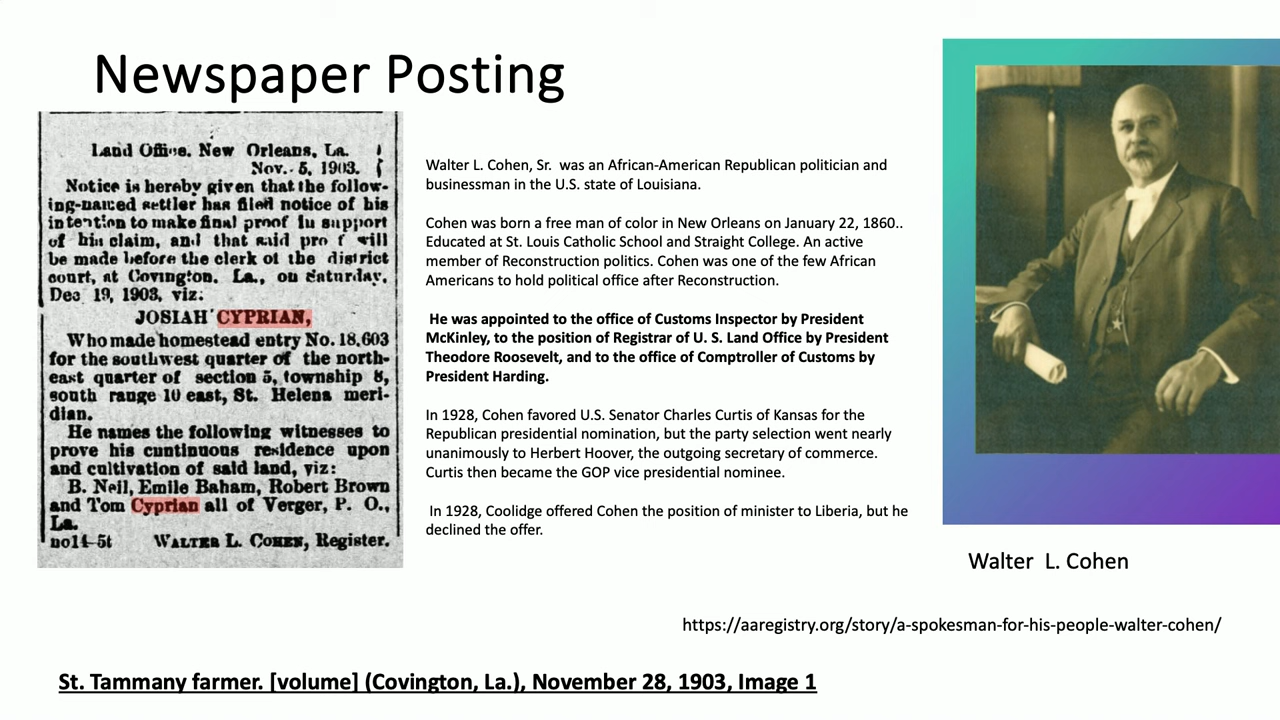 Newspaper Posting
Land Office. New Orleans, La.
Nov. 5, 1903.
Notice is hereby given that the follow-
ing-named settler has filed notice of his
intention to make final proof in support
of his claim, and that said pro f will
be made before the clerk of the district
court, at Covington. La., on Saturday,
Dec 19, 1903, viz:
JOSIAH CYPRIAN,
Who made homestead entry No. 18,603
for the southwest quarter of the north-
east quarter of section 5, township 8,
south range 10 east, St. Helena meri-
dian.
He names the following witnesses to
prove his continuous residence upon
and cultivation of said land, viz:
B. Neil, Emile Baham, Robert Brown
and Tom Cyprian all of Verger, P. O.,
La.
no14-5t WALTER L. COHEN, Register.
Walter L. Cohen, Sr. was an African-American Republican politician and
businessman in the U.S. state of Louisiana.
Cohen was born a free man of color in New Orleans on January 22, 1860..
Educated at St. Louis Catholic School and Straight College. An active
member of Reconstruction politics. Cohen was one of the few African
Americans to hold political office after Reconstruction.
He was appointed to the office of Customs Inspector by President
McKinley, to the position of Registrar of U. S. Land Office by President
Theodore Roosevelt, and to the office of Comptroller of Customs by
President Harding.
In 1928, Cohen favored U.S. Senator Charles Curtis of Kansas for the
Republican presidential nomination, but the party selection went nearly
unanimously to Herbert Hoover, the outgoing secretary of commerce.
Curtis then became the GOP vice presidential nominee.
In 1928, Coolidge offered Cohen the position of minister to Liberia, but he
declined the offer.
Walter L. Cohen
https://aaregistry.org/story/a-spokesman-for-his-people-walter-cohen/
St. Tammany farmer. [volume] (Covington, La.), November 28, 1903, Image 1